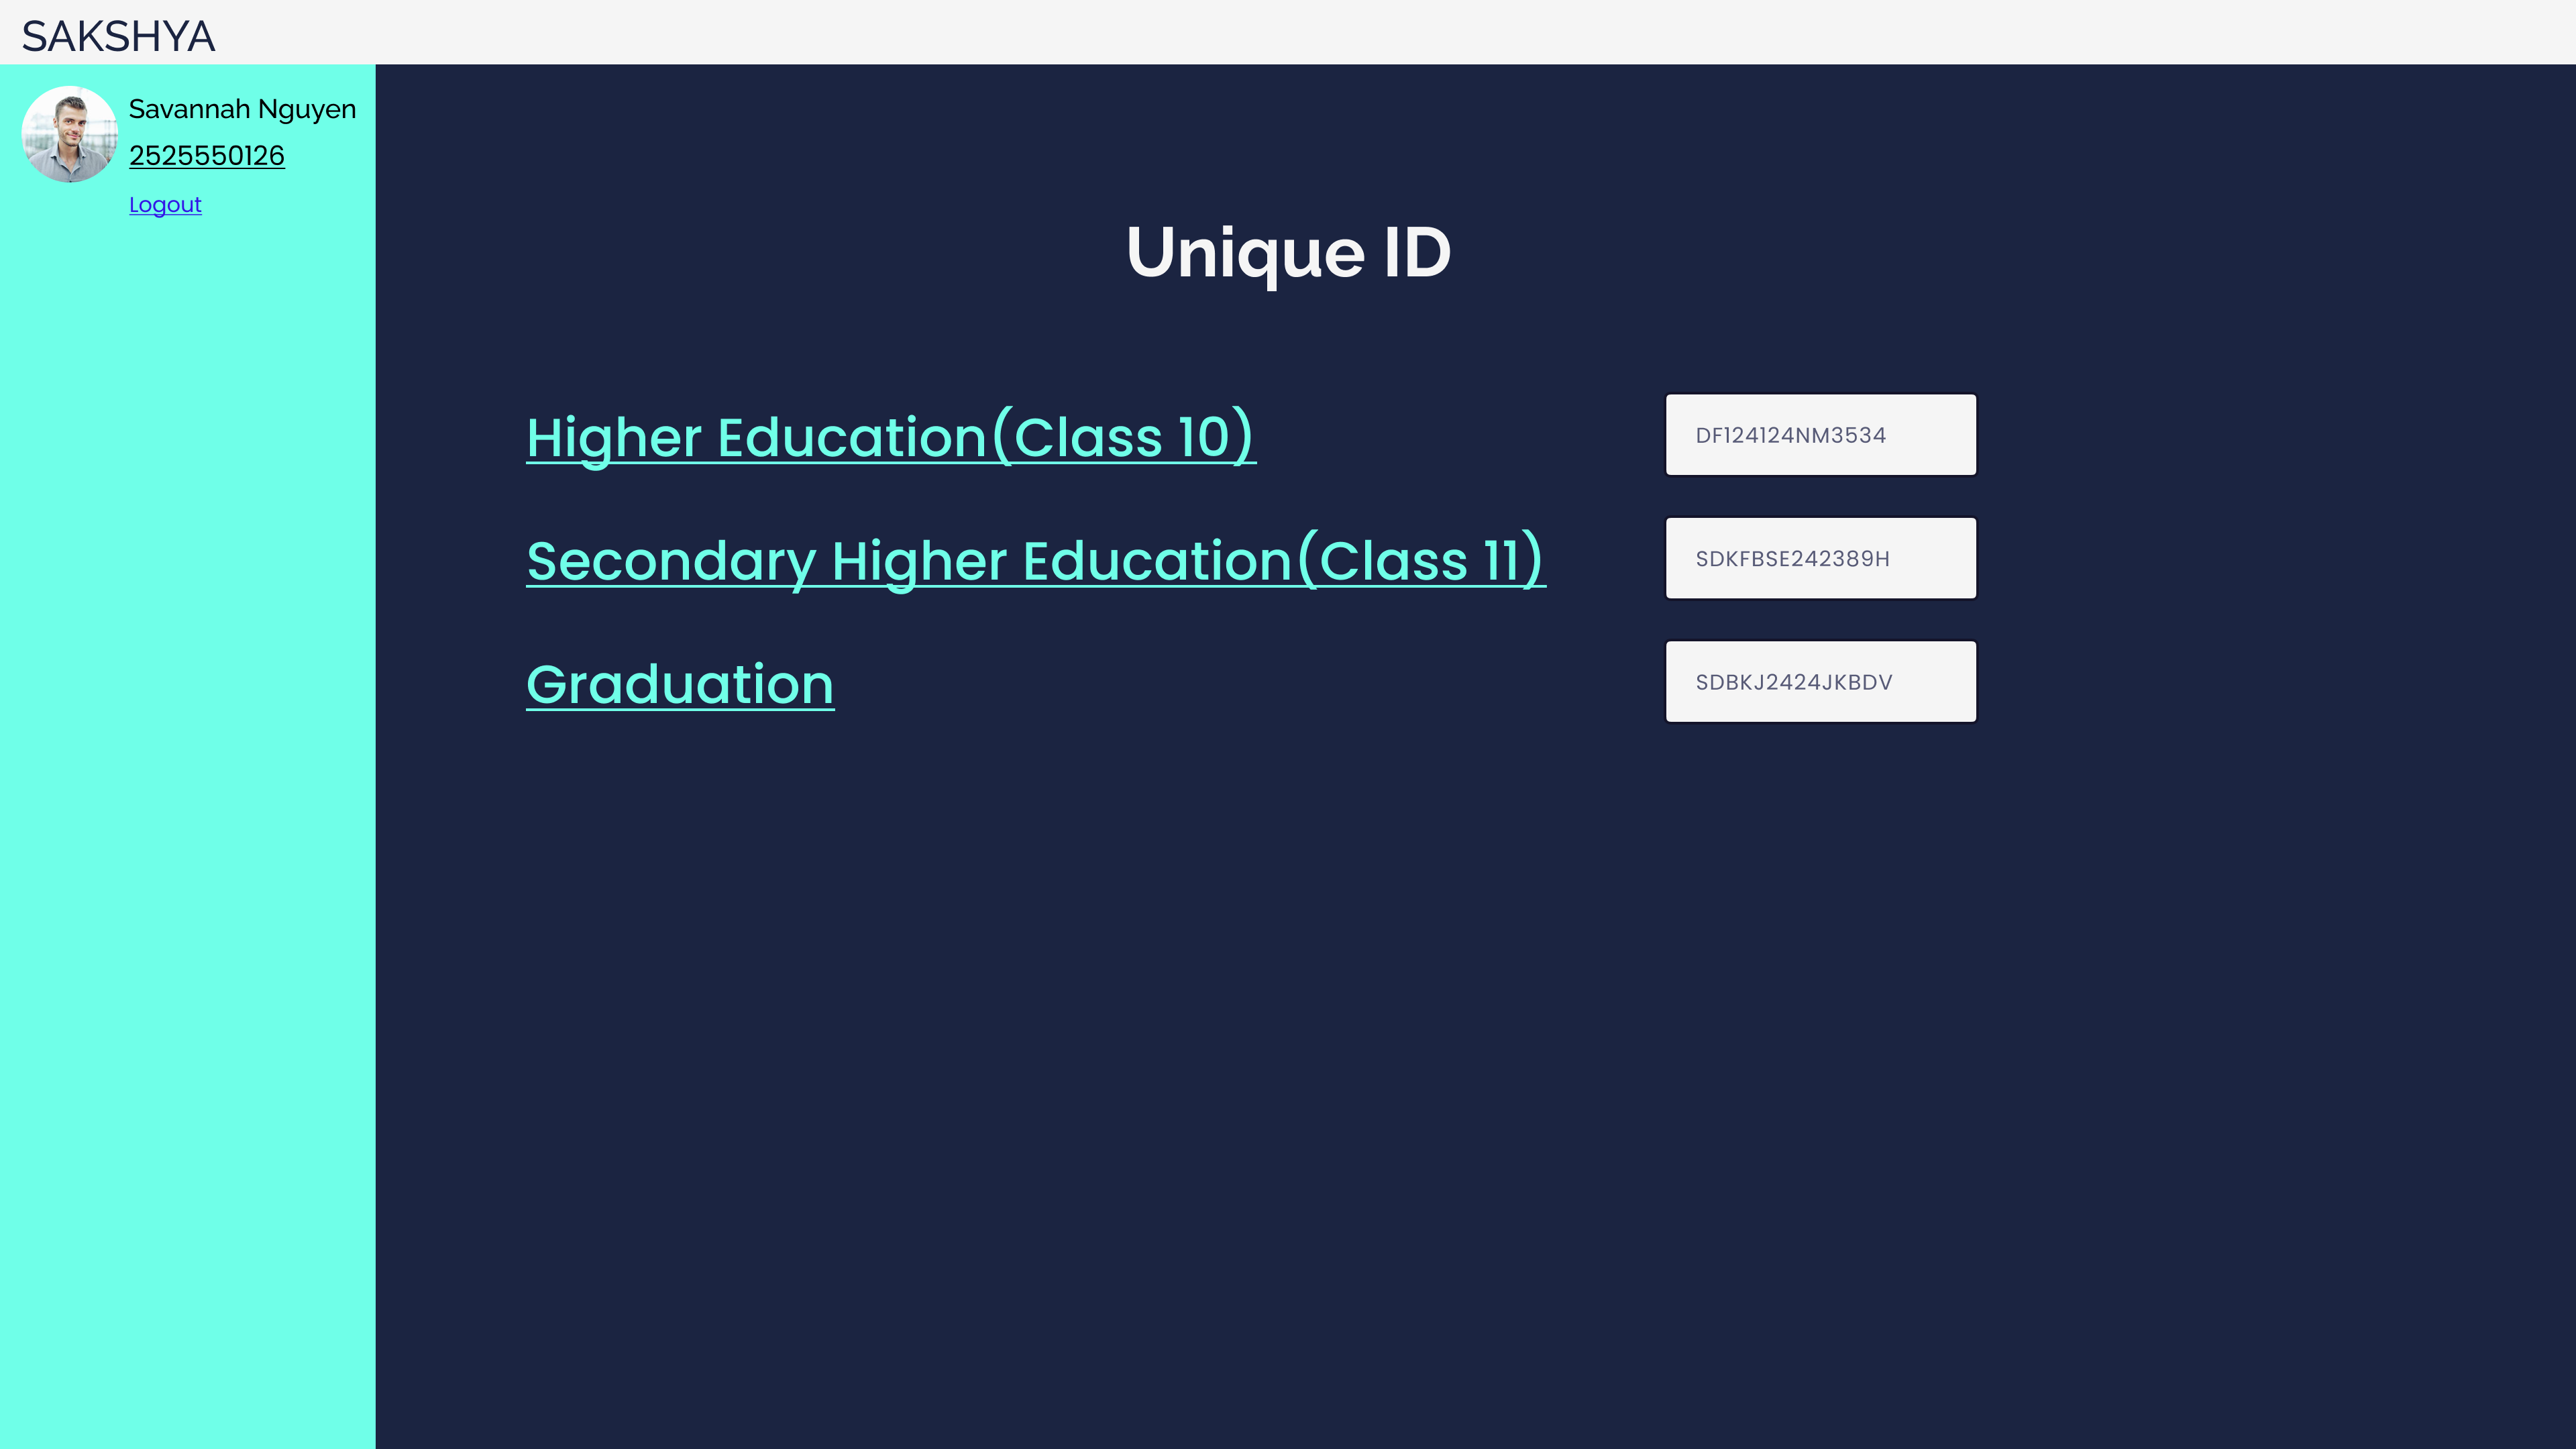 SAKSHYA
Savannah Nguyen
2525550126
Logout
Unique ID
Higher Education(Class 10)
DF124124NM3534
Secondary Higher Education(Class 11)
SDKFBSE242389H
Graduation
SDBKJ2424JKBDV